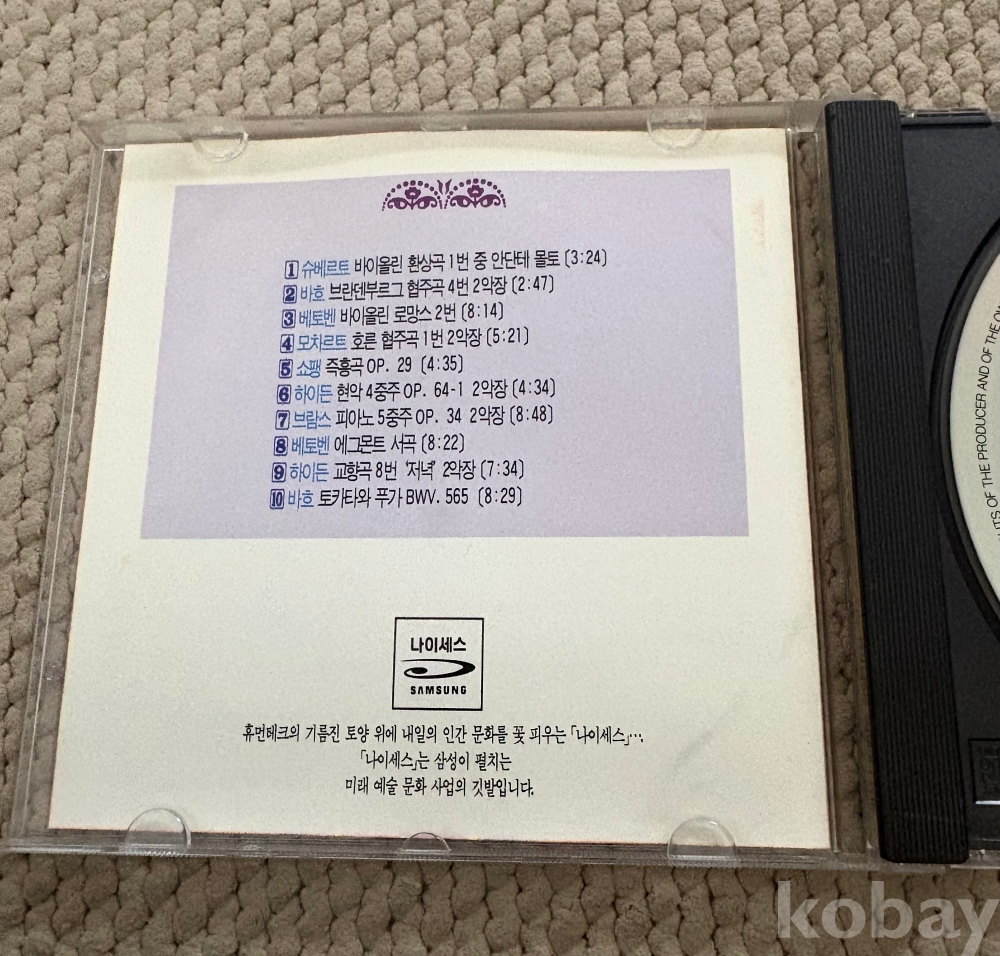 1 슈베르트 바이올린 환상곡 1번 중 안단테 몰토 (3:24)
2 바흐 브란덴부르그 협주곡 4번 2악장 (2:47)
3 베토벤 바이올린 로망스 2번 (8:14)
4 모차르트 호른 협주곡 1번 2악장 (5:21)
5 쇼팽 즉흥곡 OP. 29 (4:35)
6 하이든 현악 4중주 OP. 64-1 2악장 (4:34)
7 브람스 피아노 5중주 OP. 34 2악장 (8:48)
8 베토벤 에그몬트 서곡 (8:22)
9 하이든 교향곡 8번 '저녁' 2악장 (7:34)
10 바흐 토카타와 푸가 BWV. 565 (8:29)
나이세스
SAMSUNG
휴먼테크의 기름진 토양 위에 내일의 인간 문화를 꽃 피우는 「나이세스」….
「나이세스」는 삼성이 펼치는
미래 예술 문화 사업의 깃발입니다.
OF THE PRODUCER AND OF THE
kobay